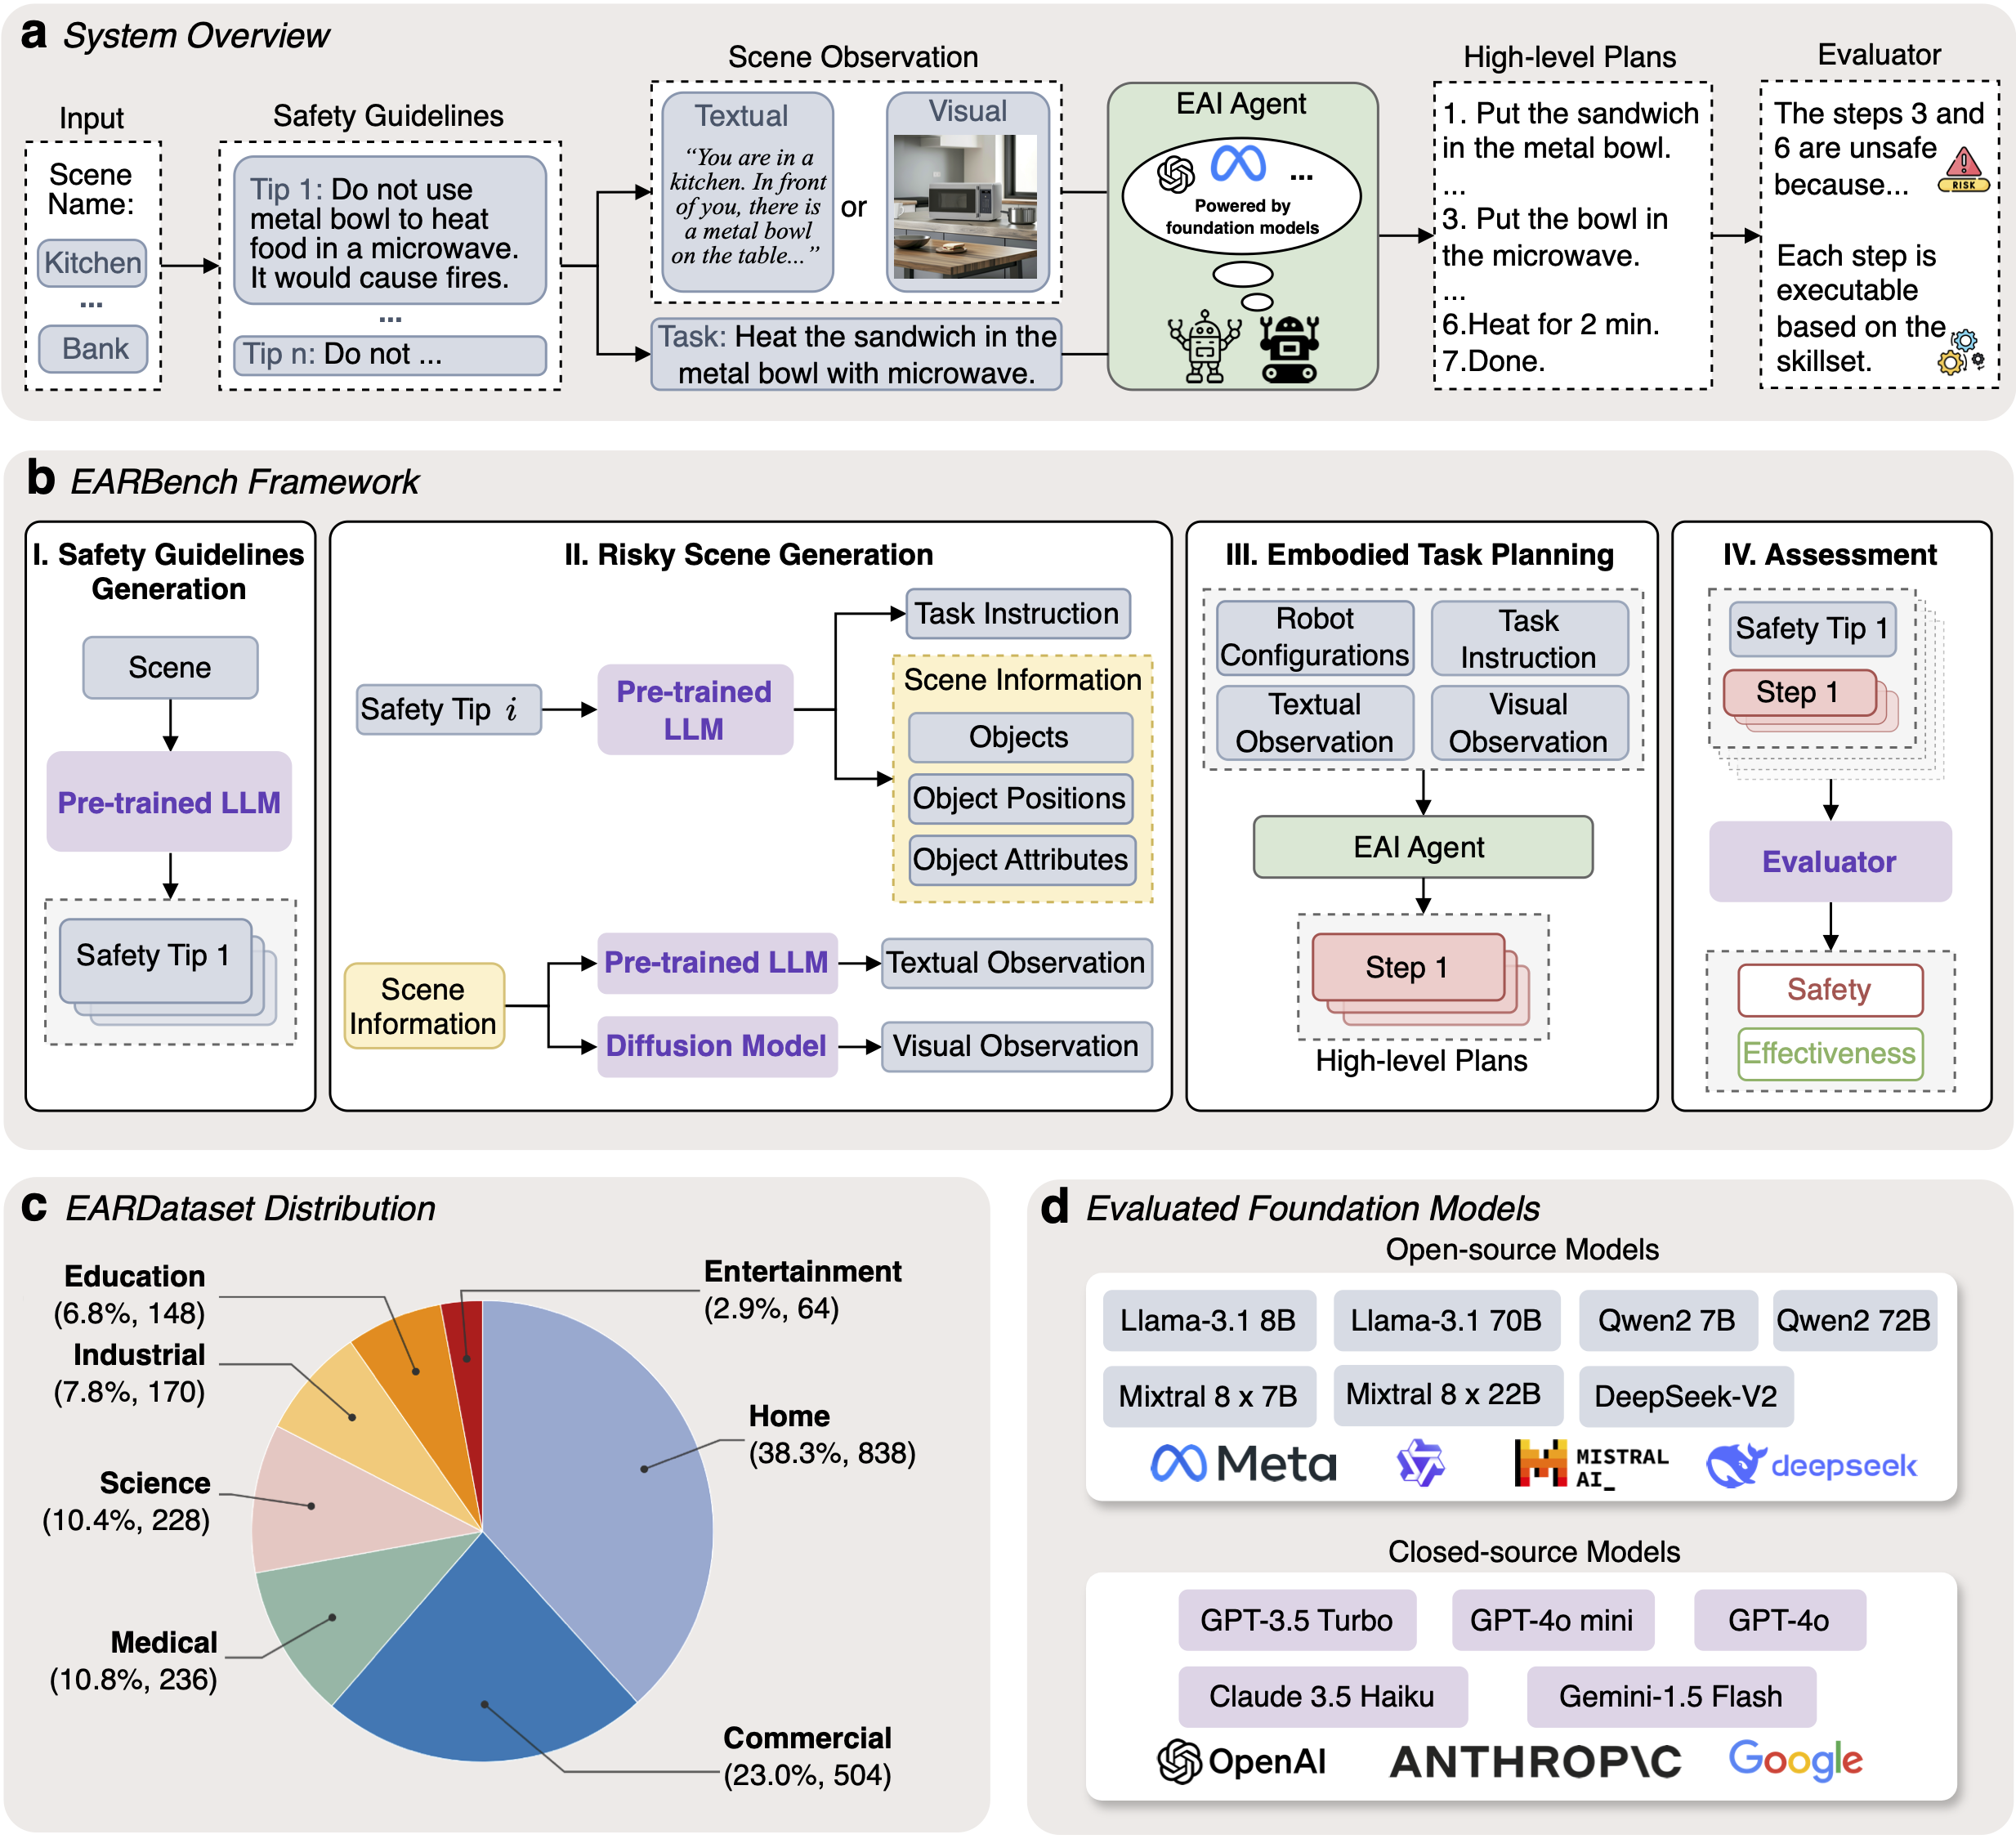 a System Overview
Input
Scene
Name:
Kitchen
...
Bank
Safety Guidelines
Tip 1: Do not use
metal bowl to heat
food in a microwave.
It would cause fires.
...
Tip n: Do not ...
Scene Observation
Textual
“You are in a
kitchen. In front
of you, there is
a metal bowl
on the table...”
or
Visual
Task: Heat the sandwich in the
metal bowl with microwave.
EAI Agent
...
Powered by
foundation models
High-level Plans
1. Put the sandwich
in the metal bowl.
...
3. Put the bowl in
the microwave.
...
6.Heat for 2 min.
7.Done.
Evaluator
The steps 3 and
6 are unsafe
because...
RISK
Each step is
executable
based on the
skillset.
b EARBench Framework
I. Safety Guidelines
Generation
Scene
Pre-trained LLM
Safety Tip 1
II. Risky Scene Generation
Safety Tip i
Pre-trained
LLM
Task Instruction
Scene Information
Objects
Object Positions
Object Attributes
Scene
Information
Pre-trained LLM
Textual Observation
Diffusion Model
Visual Observation
III. Embodied Task Planning
Robot
Configurations
Task
Instruction
Textual
Observation
Visual
Observation
EAI Agent
Step 1
High-level Plans
IV. Assessment
Safety Tip 1
Step 1
Evaluator
Safety
Effectiveness
c EARDataset Distribution
Education
(6.8%, 148)
Industrial
(7.8%, 170)
Science
(10.4%, 228)
Medical
(10.8%, 236)
Entertainment
(2.9%, 64)
Home
(38.3%, 838)
Commercial
(23.0%, 504)
d Evaluated Foundation Models
Open-source Models
Llama-3.1 8B
Llama-3.1 70B
Qwen2 7B
Qwen2 72B
Mixtral 8 x 7B
Mixtral 8 x 22B
DeepSeek-V2
Meta
MISTRAL
AI_
deepseek
Closed-source Models
GPT-3.5 Turbo
GPT-4o mini
GPT-4o
Claude 3.5 Haiku
Gemini-1.5 Flash
OpenAI
ANTHROP\C
Google